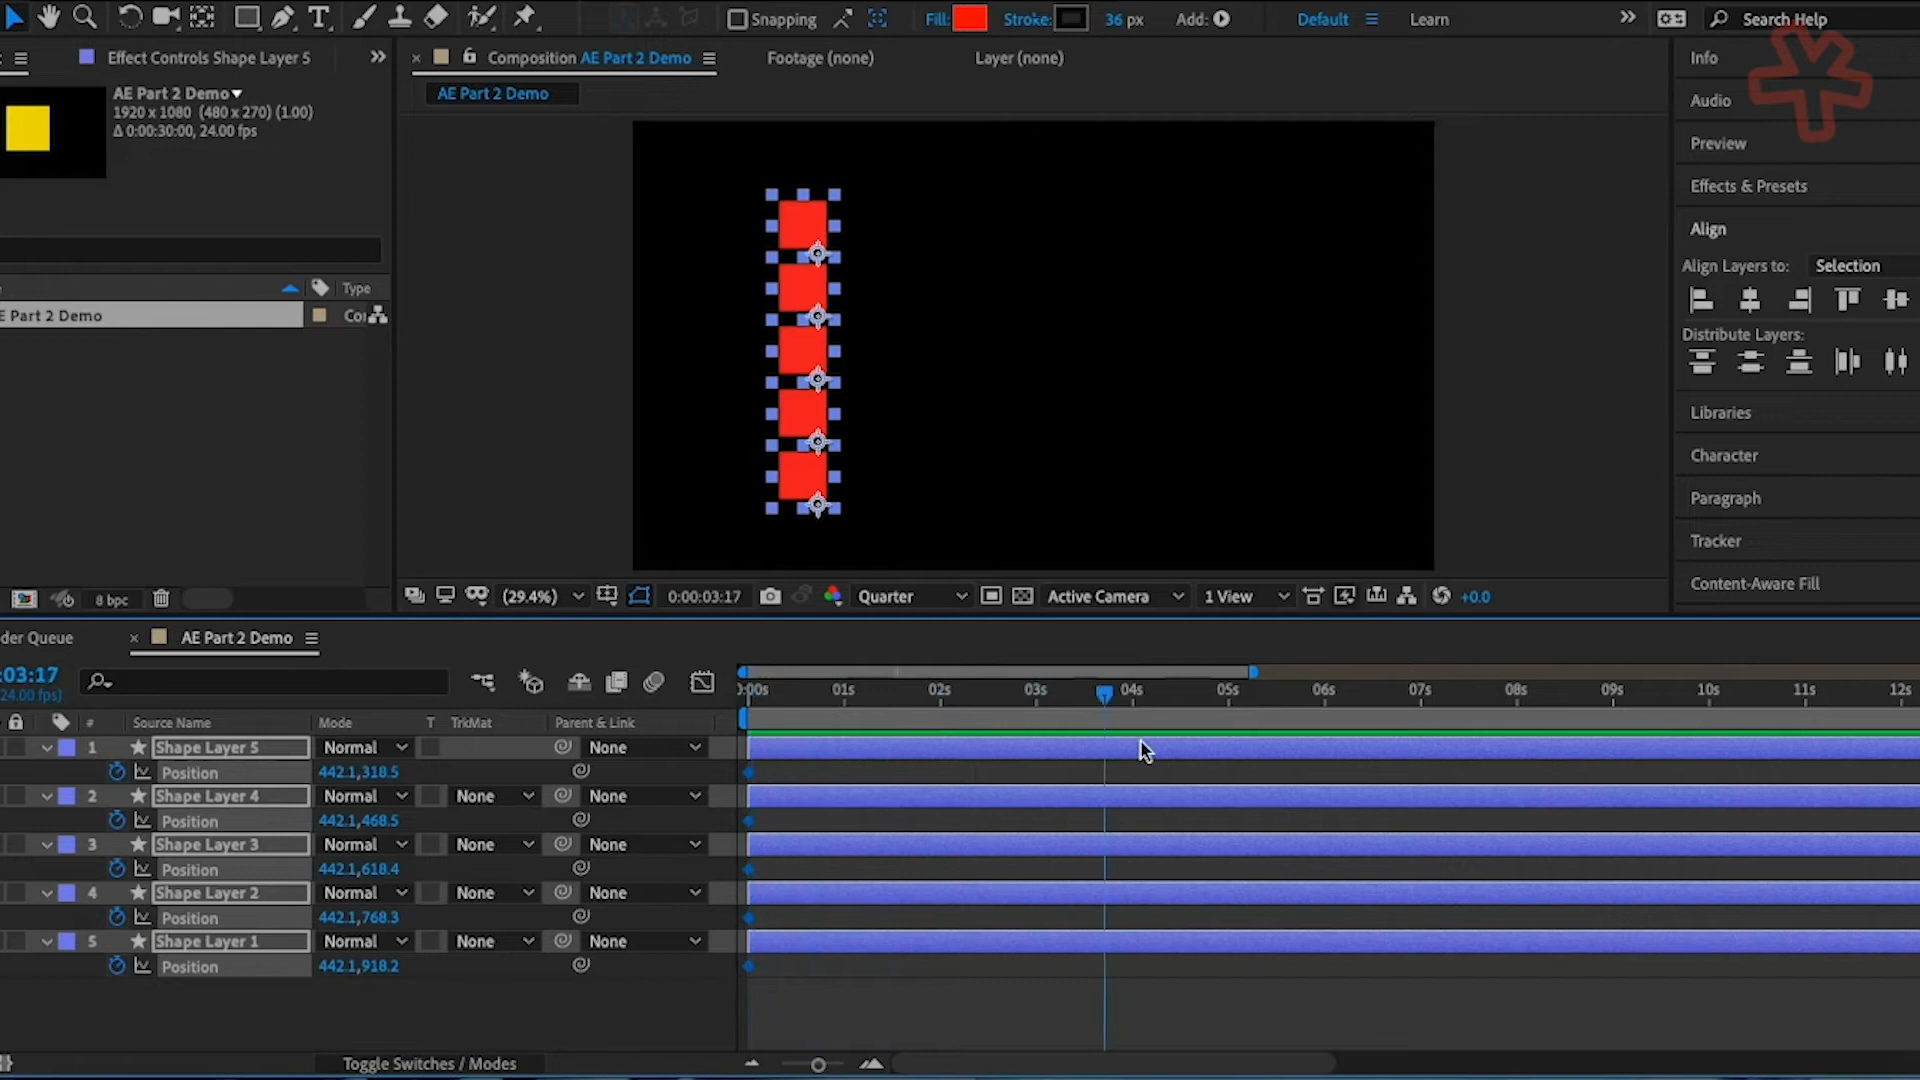 Snapping
Fill:
Stroke:
36 px
Add:
Default
Learn
Search Help
Effect Controls Shape Layer 5
Composition AE Part 2 Demo
Footage (none)
Layer (none)
AE Part 2 Demo
1920 x 1080 (480 x 270) (1.00)
Δ 0:00:30:00, 24.00 fps
AE Part 2 Demo
Type
E Part 2 Demo
Co
8 bpc
(29.4%)
0:00:03:17
Quarter
Active Camera
1 View
+0.0
Info
Audio
Preview
Effects & Presets
Align
Align Layers to:
Selection
Distribute Layers:
Libraries
Character
Paragraph
Tracker
Content-Aware Fill
der Queue
AE Part 2 Demo
:03:17
24.00 fps)
:00s 01s 02s 03s 04s 05s 06s 07s 08s 09s 10s 11s 12s
# Source Name Mode T TrkMat Parent & Link
1 Shape Layer 5 Normal None
Position 442.1,318.5
2 Shape Layer 4 Normal None None
Position 442.1,468.5
3 Shape Layer 3 Normal None None
Position 442.1,618.4
4 Shape Layer 2 Normal None None
Position 442.1,768.3
5 Shape Layer 1 Normal None None
Position 442.1,918.2
Toggle Switches / Modes